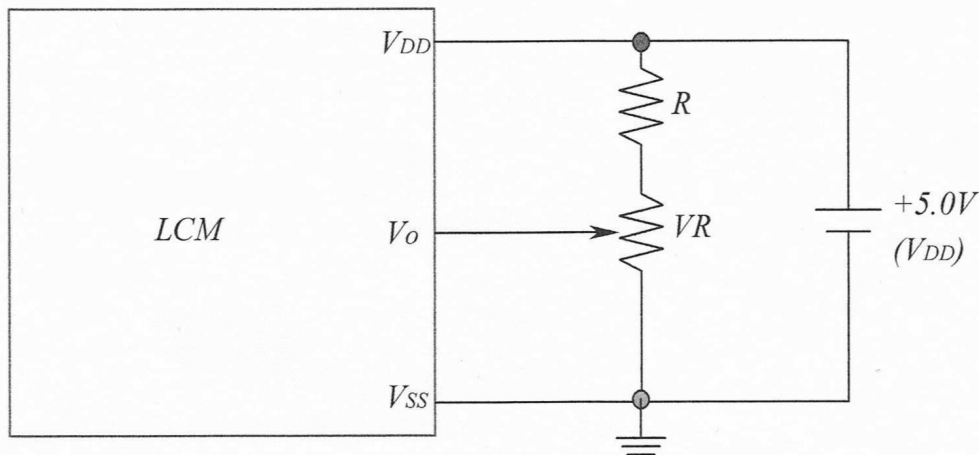 VDD
R
LCM
VO
VR
+5.0V
(VDD)
VSS